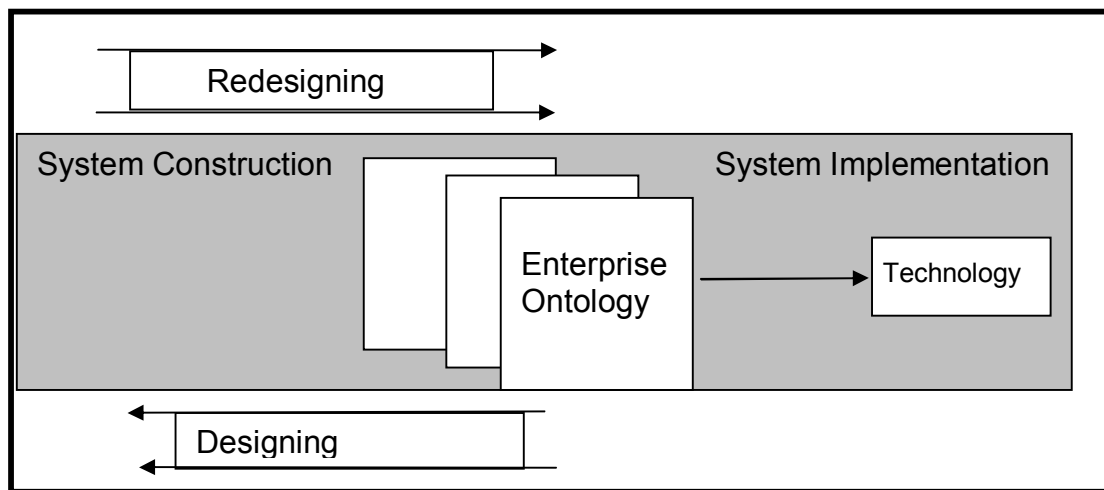 Redesigning
System Construction
System Implementation
Enterprise
Ontology
Technology
Designing